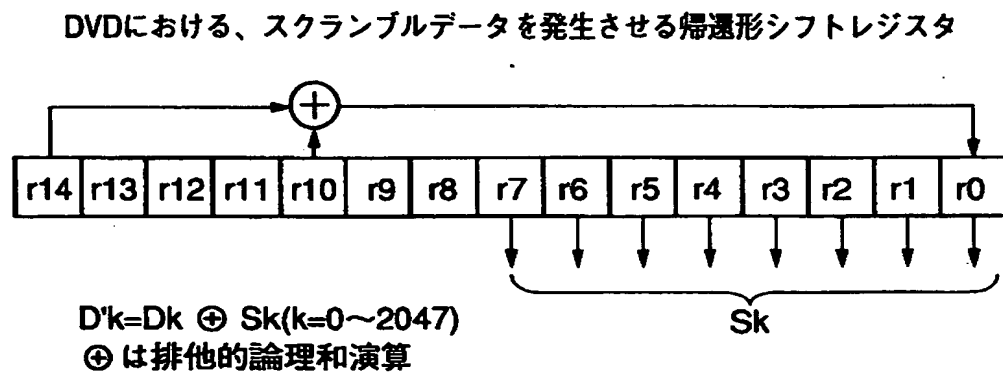 DVDにおける、スクランブルデータを発生させる帰還形シフトレジスタ
r14 r13 r12 r11 r10 r9 r8 r7 r6 r5 r4 r3 r2 r1 r0
Sk
D'k=Dk ⊕ Sk(k=0〜2047)
⊕は排他的論理和演算